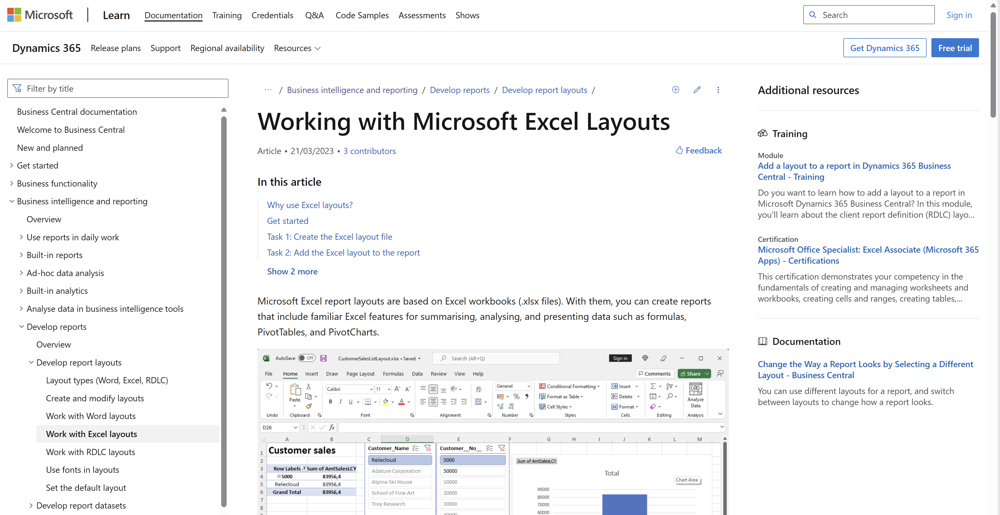 Microsoft
Learn
Documentation Training Credentials Q&A Code Samples Assessments Shows
Search
Sign in
Dynamics 365
Release plans Support Regional availability Resources
Get Dynamics 365
Free trial
Filter by title
Business Central documentation
Welcome to Business Central
New and planned
Get started
Business functionality
Business intelligence and reporting
Overview
Use reports in daily work
Built-in reports
Ad-hoc data analysis
Built-in analytics
Analyse data in business intelligence tools
Develop reports
Overview
Develop report layouts
Layout types (Word, Excel, RDLC)
Create and modify layouts
Work with Word layouts
Work with Excel layouts
Work with RDLC layouts
Use fonts in layouts
Set the default layout
Develop report datasets
··· / Business intelligence and reporting / Develop reports / Develop report layouts /
Working with Microsoft Excel Layouts
Article • 21/03/2023 • 3 contributors
Feedback
In this article
Why use Excel layouts?
Get started
Task 1: Create the Excel layout file
Task 2: Add the Excel layout to the report
Show 2 more
Microsoft Excel report layouts are based on Excel workbooks (.xlsx files). With them, you can create reports
that include familiar Excel features for summarising, analysing, and presenting data such as formulas,
PivotTables, and PivotCharts.
AutoSave Off
CustomerSalesListLayout.xlsx • Saved
Search (Alt+Q)
Sign in
File Home Insert Draw Page Layout Formulas Data Review View Help
Comments Share
Paste
Calibri 11
B I U
A
ab
General
%
Conditional Formatting
Format as Table
Cell Styles
Insert
Delete
Format
Analyze
Data
Undo Clipboard Font Alignment Number Styles Cells Editing Analysis
D26
fx
A B C D E F G H I J K L M
1 Customer sales
2
3 Row Labels Sum of AmtSalesLCY
4 5000 83956,4
5 Relecloud 83956,4
6 Grand Total 83956,4
7
8
Customer_Name
Relecloud
Adatum Corporation
Alpine Ski House
School of Fine Art
Trey Research
Customer__No__
5000
50000
10000
20000
30000
40000
Sum of AmtSalesLCY
Total
Chart Area
90000
80000
70000
60000
Additional resources
Training
Module
Add a layout to a report in Dynamics 365 Business
Central - Training
Do you want to learn how to add a layout to a report in
Microsoft Dynamics 365 Business Central? In this module,
you'll learn about the client report definition (RDLC) layo...
Certification
Microsoft Office Specialist: Excel Associate (Microsoft 365
Apps) - Certifications
This certification demonstrates your competency in the
fundamentals of creating and managing worksheets and
workbooks, creating cells and ranges, creating tables,...
Documentation
Change the Way a Report Looks by Selecting a Different
Layout - Business Central
You can use different layouts for a report, and switch
between layouts to change how a report looks.